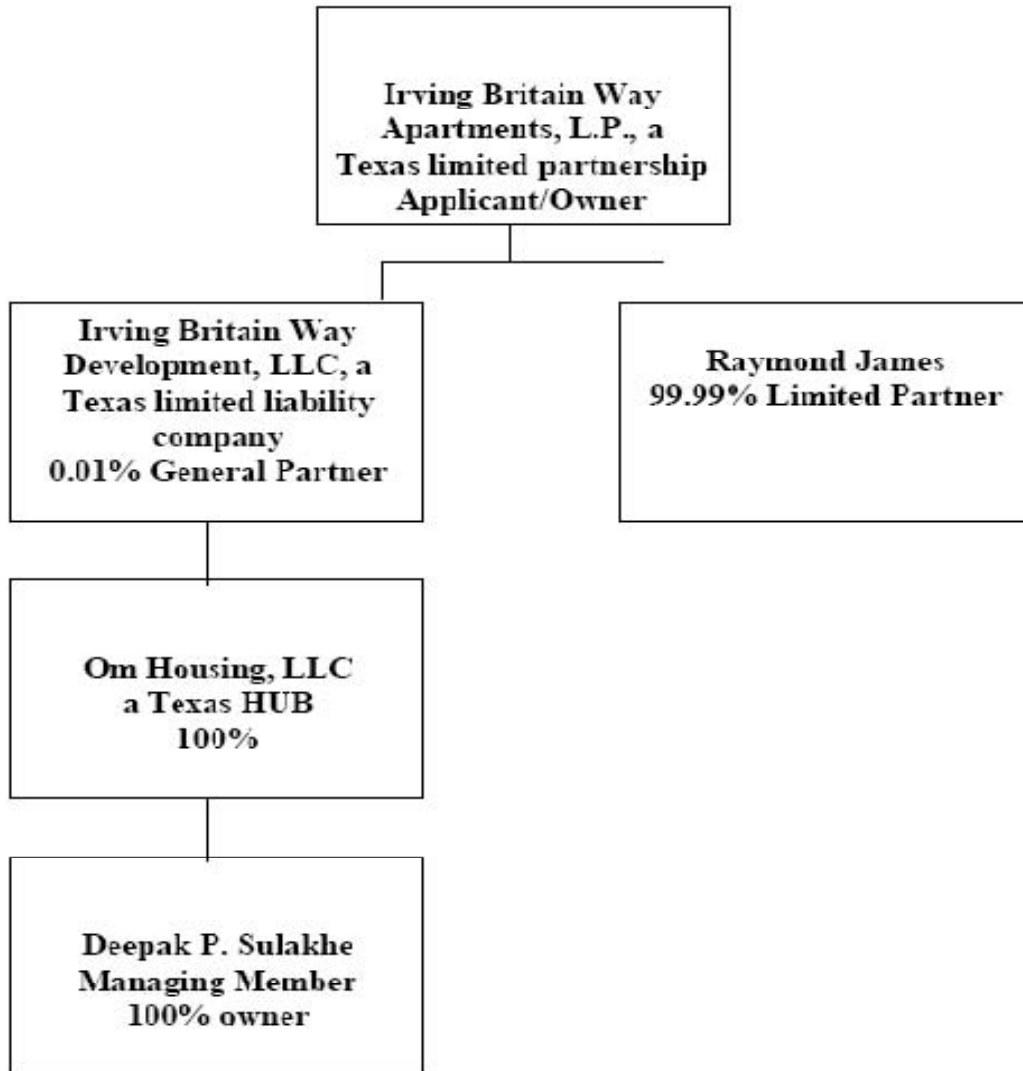 Irving Britain Way
Apartments, L.P., a
Texas limited partnership
Applicant/Owner
Irving Britain Way
Development, LLC, a
Texas limited liability
company
0.01% General Partner
Raymond James
99.99% Limited Partner
Om Housing, LLC
a Texas HUB
100%
Deepak P. Sulakhe
Managing Member
100% owner